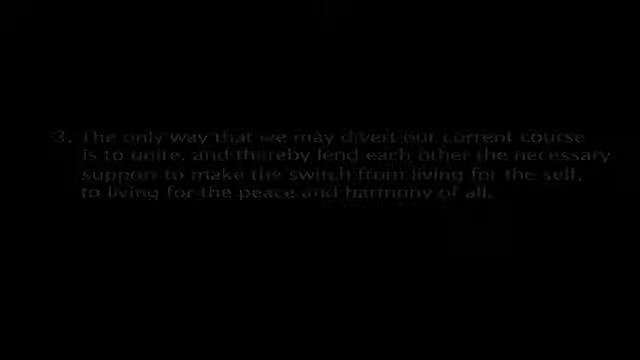 3. The only way that we may divert our current course
is to unite, and thereby lend each other the necessary
support to make the switch from living for the self,
to living for the peace and harmony of all.